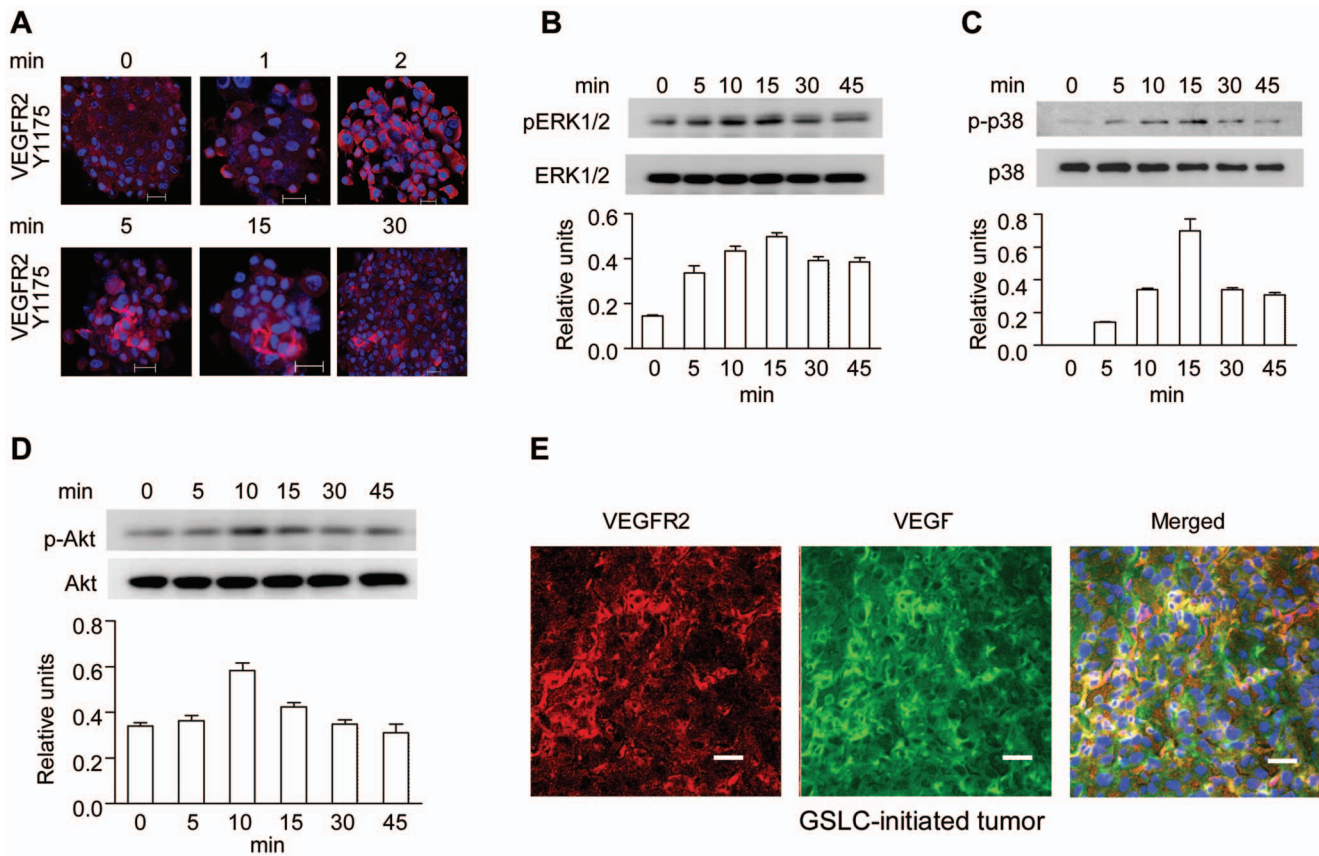 A
min 0 1 2
VEGFR2
Y1175
min 5 15 30
VEGFR2
Y1175
B
min 0 5 10 15 30 45
pERK1/2
ERK1/2
Relative units
0.6
0.4
0.2
0.0
0 5 10 15 30 45
min
C
min 0 5 10 15 30 45
p-p38
p38
Relative units
0.8
0.6
0.4
0.2
0.0
0 5 10 15 30 45
min
D
min 0 5 10 15 30 45
p-Akt
Akt
Relative units
0.8
0.6
0.4
0.2
0.0
0 5 10 15 30 45
min
E
VEGFR2 VEGF Merged
GSLC-initiated tumor